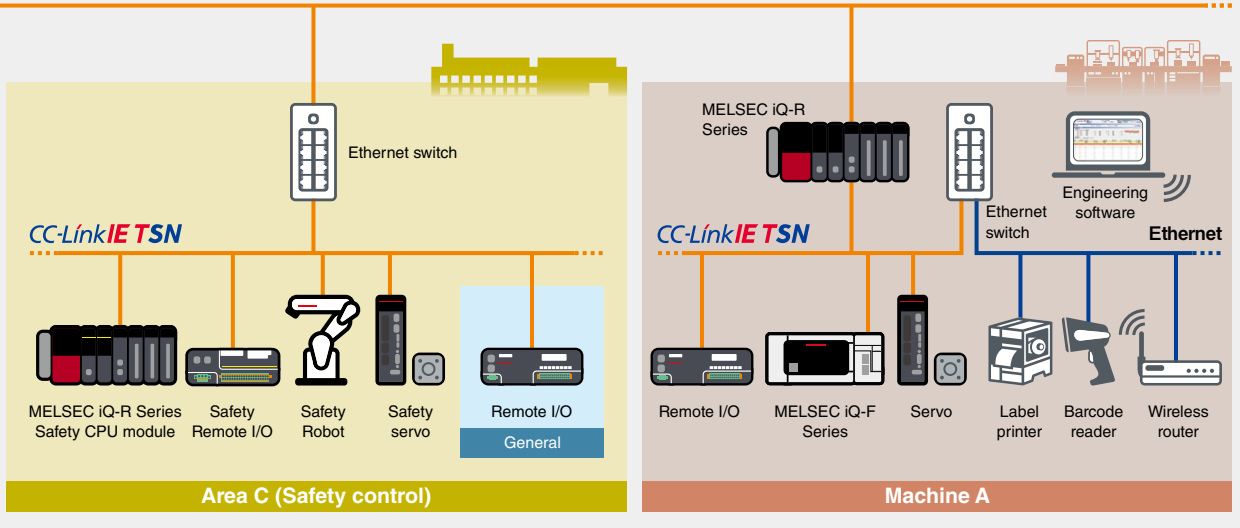 Ethernet switch
CC-Link IE TSN
MELSEC iQ-R Series
Safety CPU module
Safety
Remote I/O
Safety
Robot
Safety
servo
Remote I/O
General
Area C (Safety control)
MELSEC iQ-R
Series
Ethernet
switch
Engineering
software
CC-Link IE TSN
Ethernet
Remote I/O
MELSEC iQ-F
Series
Servo
Label
printer
Barcode
reader
Wireless
router
Machine A